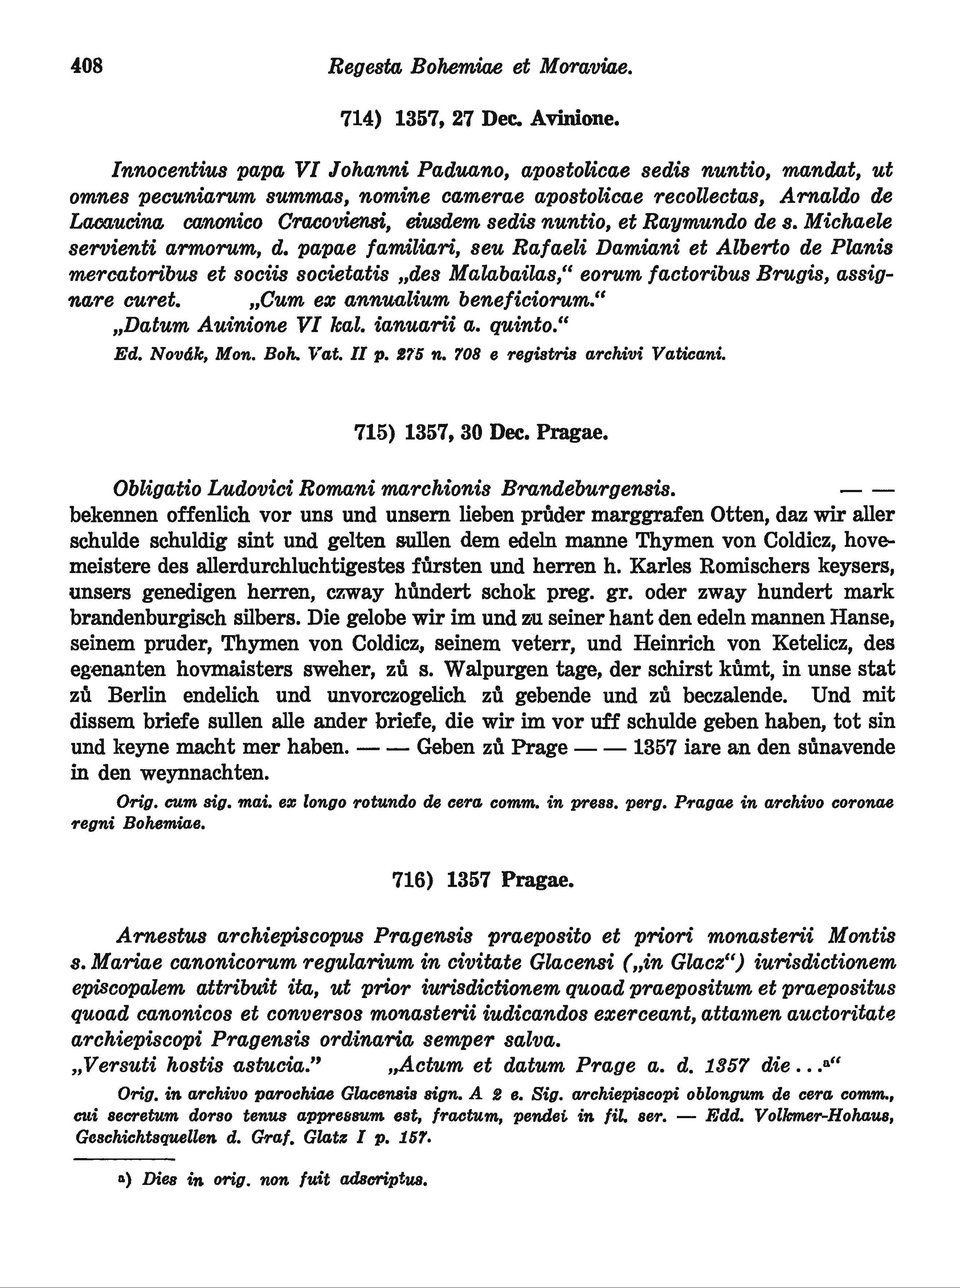 408 Regesta Bohemiae et Moraviae.
714) 1357, 27 Dec. Avinione.
Innocentius papa VI Johanni Paduano, apostolicae sedis nuntio, mandat, ut
omnes pecuniarum summas, nomine camerae apostolicae recollectas, Arnaldo de
Lacaucina canonico Cracoviensi, eiusdem sedis nuntio, et Raymundo de s. Michaele
servienti armorum, d. papae familiari, seu Rafaeli Damiani et Alberto de Planis
mercatoribus et sociis societatis „des Malabailas,“ eorum factoribus Brugis, assig-
nare curet. „Cum ex annualium beneficiorum.“
„Datum Auinione VI kal. ianuarii a. quinto.“
Ed. Novák, Mon. Boh. Vat. II p. 275 n. 708 e registris archivi Vaticani.
715) 1357, 30 Dec. Pragae.
Obligatio Ludovici Romani marchionis Brandeburgensis. — —
bekennen offenlich vor uns und unsern lieben průder marggrafen Otten, daz wir aller
schulde schuldig sint und gelten sullen dem edeln manne Thymen von Coldicz, hove-
meistere des allerdurchluchtigestes fůrsten und herren h. Karles Romischers keysers,
unsers genedigen herren, czway hůndert schok preg. gr. oder zway hundert mark
brandenburgisch silbers. Die gelobe wir im und zu seiner hant den edeln mannen Hanse,
seinem pruder, Thymen von Coldicz, seinem veterr, und Heinrich von Ketelicz, des
egenanten hovmaisters sweher, zů s. Walpurgen tage, der schirst kůmt, in unse stat
zů Berlin endelich und unvorczogelich zů gebende und zů beczalende. Und mit
dissem briefe sullen alle ander briefe, die wir im vor uff schulde geben haben, tot sin
und keyne macht mer haben. — — Geben zů Prage — — 1357 iare an den sůnavende
in den weynnachten.
Orig. cum sig. mai. ex longo rotundo de cera comm. in press. perg. Pragae in archivo coronae
regni Bohemiae.
716) 1357 Pragae.
Arnestus archiepiscopus Pragensis praeposito et priori monasterii Montis
s. Mariae canonicorum regularium in civitate Glacensi („in Glacz“) iurisdictionem
episcopalem attribuit ita, ut prior iurisdictionem quoad praepositum et praepositus
quoad canonicos et conversos monasterii iudicandos exerceant, attamen auctoritate
archiepiscopi Pragensis ordinaria semper salva.
„Versuti hostis astucia.” „Actum et datum Prage a. d. 1357 die . . .ᵃ“
Orig. in archivo parochiae Glacensis sign. A 2 e. Sig. archiepiscopi oblongum de cera comm.,
cui secretum dorso tenus appressum est, fractum, pendet in fil. ser. — Edd. Volkmer-Hohaus,
Geschichtsquellen d. Graf. Glatz I p. 157.
ᵃ) Dies in orig. non fuit adscriptus.